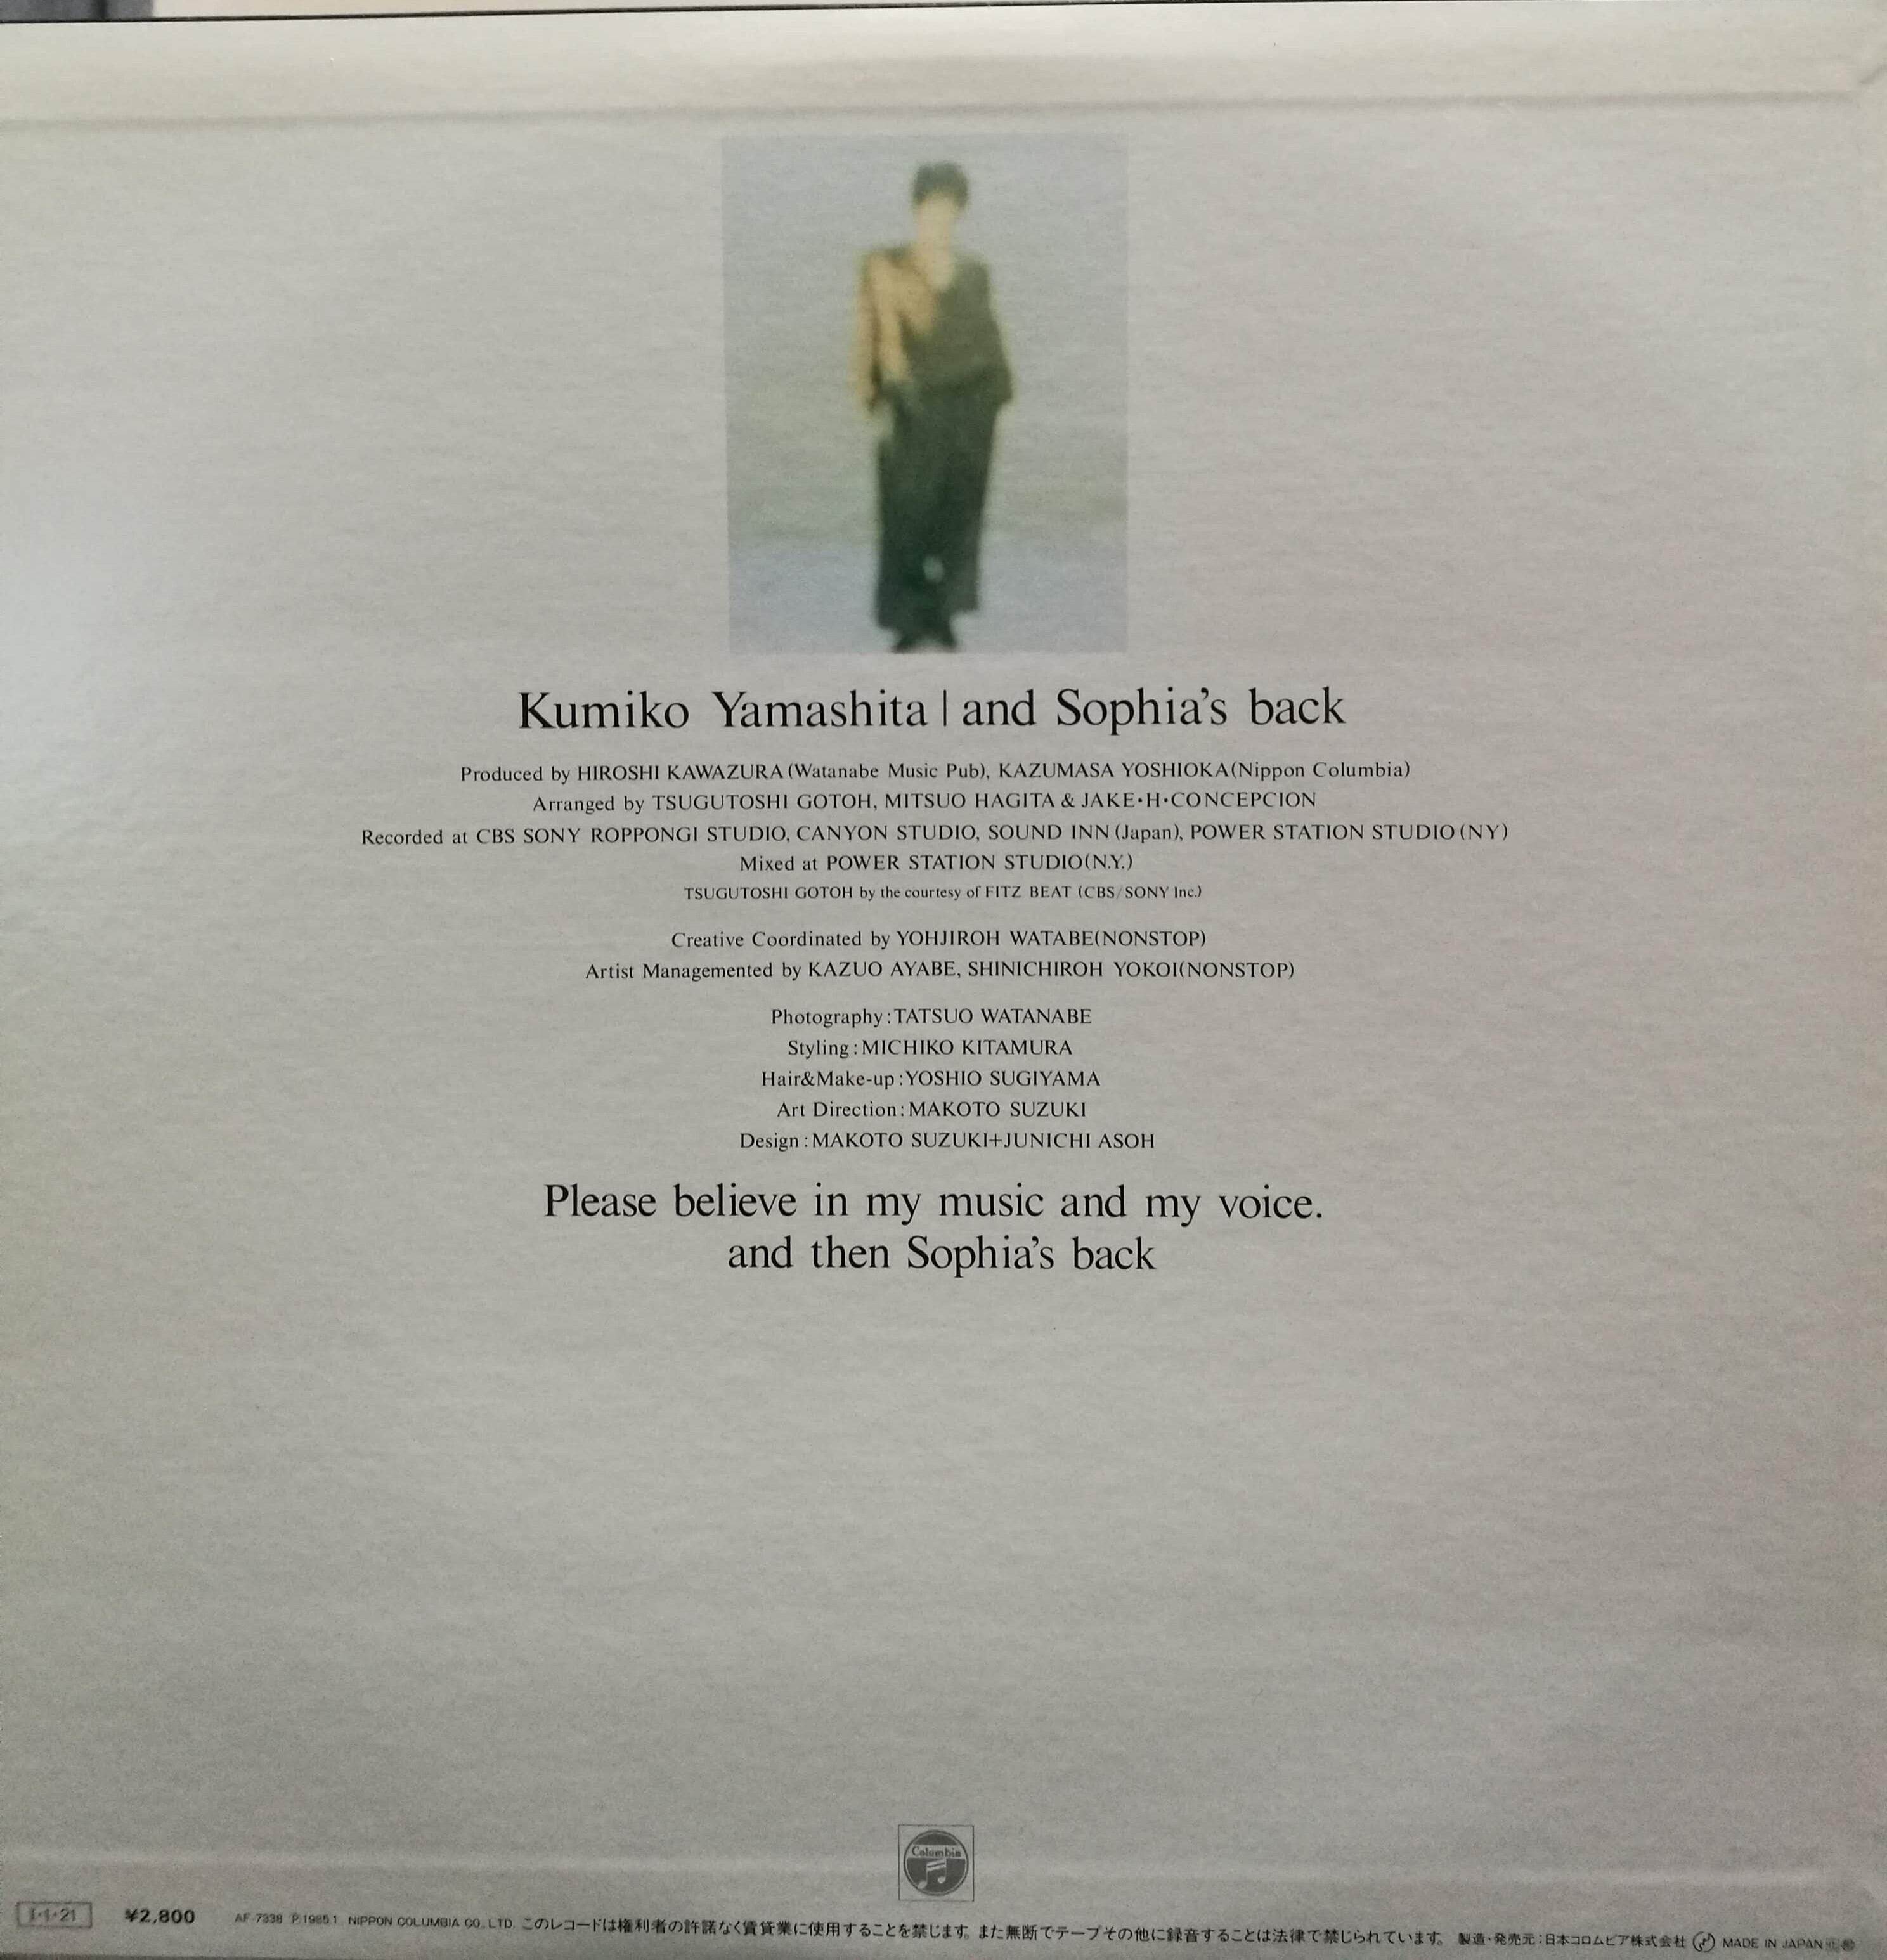 Kumiko Yamashita | and Sophia's back
Produced by HIROSHI KAWAZURA (Watanabe Music Pub), KAZUMASA YOSHIOKA(Nippon Columbia)
Arranged by TSUGUTOSHI GOTOH, MITSUO HAGITA & JAKE・H・CONCEPCION
Recorded at CBS SONY ROPPONGI STUDIO, CANYON STUDIO, SOUND INN (Japan), POWER STATION STUDIO (NY)
Mixed at POWER STATION STUDIO(N.Y.)
TSUGUTOSHI GOTOH by the courtesy of FITZ BEAT (CBS/SONY Inc.)
Creative Coordinated by YOHJIROH WATABE(NONSTOP)
Artist Managemented by KAZUO AYABE, SHINICHIROH YOKOI(NONSTOP)
Photography:TATSUO WATANABE
Styling:MICHIKO KITAMURA
Hair&Make-up:YOSHIO SUGIYAMA
Art Direction:MAKOTO SUZUKI
Design:MAKOTO SUZUKI+JUNICHI ASOH
Please believe in my music and my voice.
and then Sophia's back
Columbia
¥2,800 AF-7338 Ⓟ1985.1 NIPPON COLUMBIA CO., LTD. このレコードは権利者の許諾なく賃貸業に使用することを禁じます。また無断でテープその他に録音することは法律で禁じられています。 製造・発売元:日本コロムビア株式会社 MADE IN JAPAN